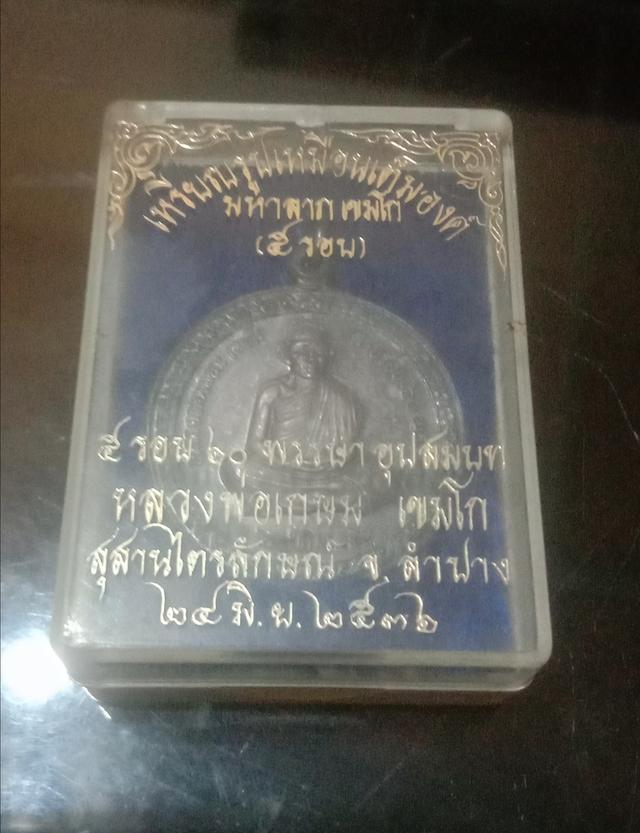 เหรียญรูปเหมือนเต็มองค์
มหาลาภ เขมโก
(๕ รอบ)
๕ รอบ ๖๐ พรรษา อุปสมบท
หลวงพ่อเกษม เขมโก
สุสานไตรลักษณ์ จ. ลำปาง
๒๔ มิ.ย. ๒๕๓๖